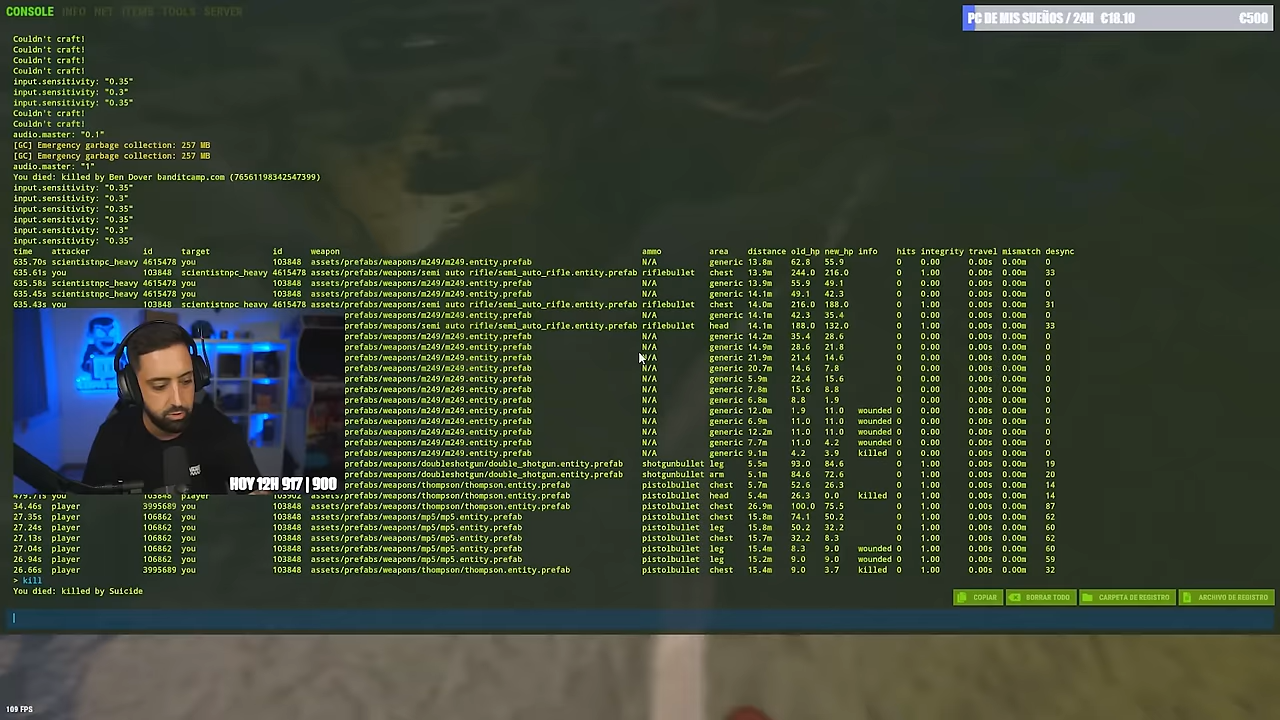 CONSOLE INFO NET ITEMS TOOLS SERVER
PC DE MIS SUEÑOS / 24H €18.10 €500
Couldn't craft!
Couldn't craft!
Couldn't craft!
Couldn't craft!
input.sensitivity: "0.35"
input.sensitivity: "0.3"
input.sensitivity: "0.35"
Couldn't craft!
Couldn't craft!
audio.master: "0.1"
[GC] Emergency garbage collection: 257 MB
[GC] Emergency garbage collection: 257 MB
audio.master: "1"
You died: killed by Ben Dover banditcamp.com (76561198342547399)
input.sensitivity: "0.35"
input.sensitivity: "0.3"
input.sensitivity: "0.35"
input.sensitivity: "0.35"
input.sensitivity: "0.3"
input.sensitivity: "0.35"
time attacker id target id weapon ammo area distance old_hp new_hp info hits integrity travel mismatch desync
635.70s scientistnpc_heavy 4615478 you 103848 assets/prefabs/weapons/m249/m249.entity.prefab N/A generic 13.8m 62.8 55.9 0 0.00 0.00s 0.00m 0
635.61s you 103848 scientistnpc_heavy 4615478 assets/prefabs/weapons/semi auto rifle/semi_auto_rifle.entity.prefab riflebullet chest 13.9m 244.0 216.0 0 1.00 0.00s 0.00m 33
635.58s scientistnpc_heavy 4615478 you 103848 assets/prefabs/weapons/m249/m249.entity.prefab N/A generic 13.9m 55.9 49.1 0 0.00 0.00s 0.00m 0
635.45s scientistnpc_heavy 4615478 you 103848 assets/prefabs/weapons/m249/m249.entity.prefab N/A generic 14.1m 49.1 42.3 0 0.00 0.00s 0.00m 0
635.43s you 103848 scientistnpc_heavy 4615478 assets/prefabs/weapons/semi auto rifle/semi_auto_rifle.entity.prefab riflebullet chest 14.0m 216.0 188.0 0 1.00 0.00s 0.00m 31
prefabs/weapons/m249/m249.entity.prefab N/A generic 14.1m 42.3 35.4 0 0.00 0.00s 0.00m 0
prefabs/weapons/semi auto rifle/semi_auto_rifle.entity.prefab riflebullet head 14.1m 188.0 132.0 0 1.00 0.00s 0.00m 33
prefabs/weapons/m249/m249.entity.prefab N/A generic 14.2m 35.4 28.6 0 0.00 0.00s 0.00m 0
prefabs/weapons/m249/m249.entity.prefab N/A generic 14.9m 28.6 21.8 0 0.00 0.00s 0.00m 0
prefabs/weapons/m249/m249.entity.prefab N/A generic 21.9m 21.4 14.6 0 0.00 0.00s 0.00m 0
prefabs/weapons/m249/m249.entity.prefab N/A generic 20.7m 14.6 7.8 0 0.00 0.00s 0.00m 0
prefabs/weapons/m249/m249.entity.prefab N/A generic 5.9m 22.4 15.6 0 0.00 0.00s 0.00m 0
prefabs/weapons/m249/m249.entity.prefab N/A generic 7.8m 15.6 8.8 0 0.00 0.00s 0.00m 0
prefabs/weapons/m249/m249.entity.prefab N/A generic 6.8m 8.8 1.9 0 0.00 0.00s 0.00m 0
prefabs/weapons/m249/m249.entity.prefab N/A generic 12.0m 1.9 11.0 wounded 0 0.00 0.00s 0.00m 0
prefabs/weapons/m249/m249.entity.prefab N/A generic 6.9m 11.0 11.0 wounded 0 0.00 0.00s 0.00m 0
prefabs/weapons/m249/m249.entity.prefab N/A generic 12.2m 11.0 11.0 wounded 0 0.00 0.00s 0.00m 0
prefabs/weapons/m249/m249.entity.prefab N/A generic 7.7m 11.0 4.2 wounded 0 0.00 0.00s 0.00m 0
prefabs/weapons/m249/m249.entity.prefab N/A generic 9.1m 4.2 3.9 killed 0 0.00 0.00s 0.00m 0
prefabs/weapons/doubleshotgun/double_shotgun.entity.prefab shotgunbullet leg 5.5m 93.0 84.6 0 1.00 0.00s 0.00m 19
prefabs/weapons/doubleshotgun/double_shotgun.entity.prefab shotgunbullet arm 5.1m 84.6 72.6 0 1.00 0.00s 0.00m 20
prefabs/weapons/thompson/thompson.entity.prefab pistolbullet chest 5.7m 52.6 26.3 0 1.00 0.00s 0.00m 14
HOY 12H 917 | 900
you 103848 player prefabs/weapons/thompson/thompson.entity.prefab pistolbullet head 5.4m 26.3 0.0 killed 0 1.00 0.00s 0.00m 14
34.46s player 3995689 you 103848 assets/prefabs/weapons/thompson/thompson.entity.prefab pistolbullet chest 26.9m 100.0 75.5 0 1.00 0.00s 0.00m 87
27.35s player 106862 you 103848 assets/prefabs/weapons/mp5/mp5.entity.prefab pistolbullet chest 15.8m 74.1 50.2 0 1.00 0.00s 0.00m 62
27.24s player 106862 you 103848 assets/prefabs/weapons/mp5/mp5.entity.prefab pistolbullet leg 15.8m 50.2 32.2 0 1.00 0.00s 0.00m 60
27.13s player 106862 you 103848 assets/prefabs/weapons/mp5/mp5.entity.prefab pistolbullet chest 15.7m 32.2 8.3 0 1.00 0.00s 0.00m 62
27.04s player 106862 you 103848 assets/prefabs/weapons/mp5/mp5.entity.prefab pistolbullet leg 15.4m 8.3 9.0 wounded 0 1.00 0.00s 0.00m 60
26.94s player 106862 you 103848 assets/prefabs/weapons/mp5/mp5.entity.prefab pistolbullet leg 15.2m 9.0 9.0 wounded 0 1.00 0.00s 0.00m 59
26.66s player 3995689 you 103848 assets/prefabs/weapons/thompson/thompson.entity.prefab pistolbullet chest 15.4m 9.0 3.7 killed 0 1.00 0.00s 0.00m 32
> kill
You died: killed by Suicide
COPIAR BORRAR TODO CARPETA DE REGISTRO ARCHIVO DE REGISTRO
109 FPS